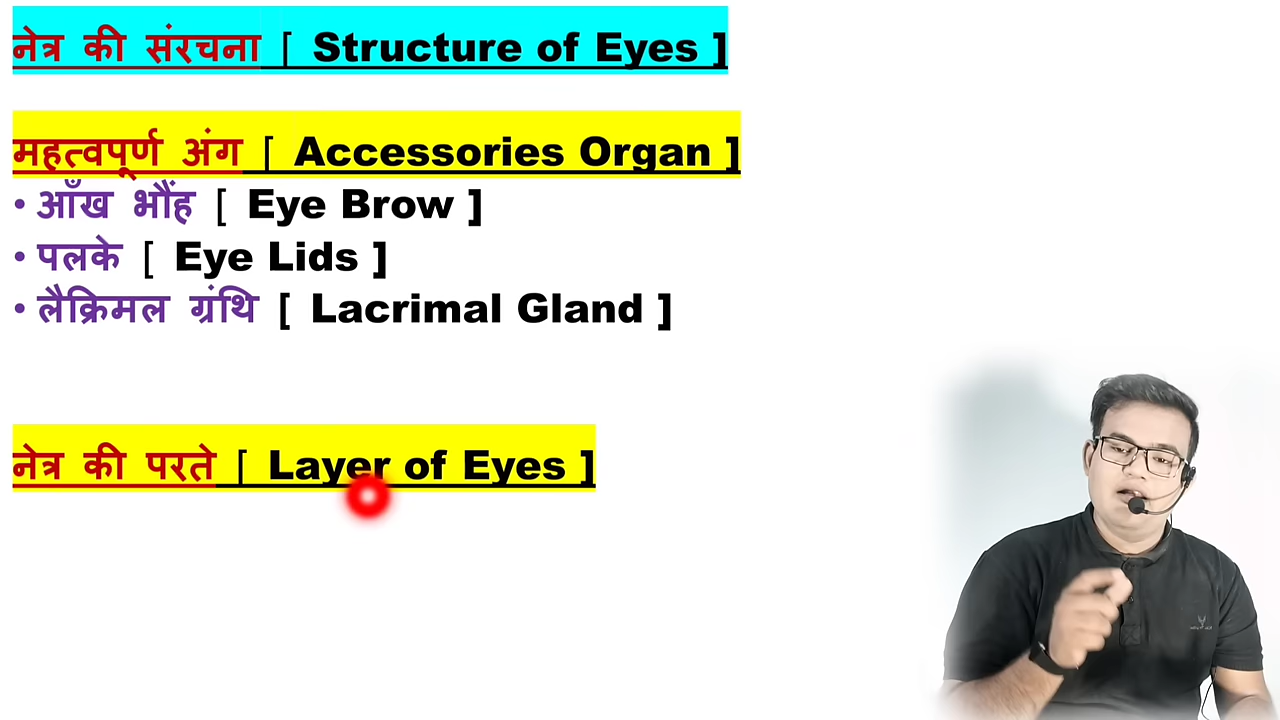 नेत्र की संरचना [ Structure of Eyes ]
महत्वपूर्ण अंग [ Accessories Organ ]
• आँख भौंह [ Eye Brow ]
• पलके [ Eye Lids ]
• लैक्रिमल ग्रंथि [ Lacrimal Gland ]
नेत्र की परते [ Layer of Eyes ]